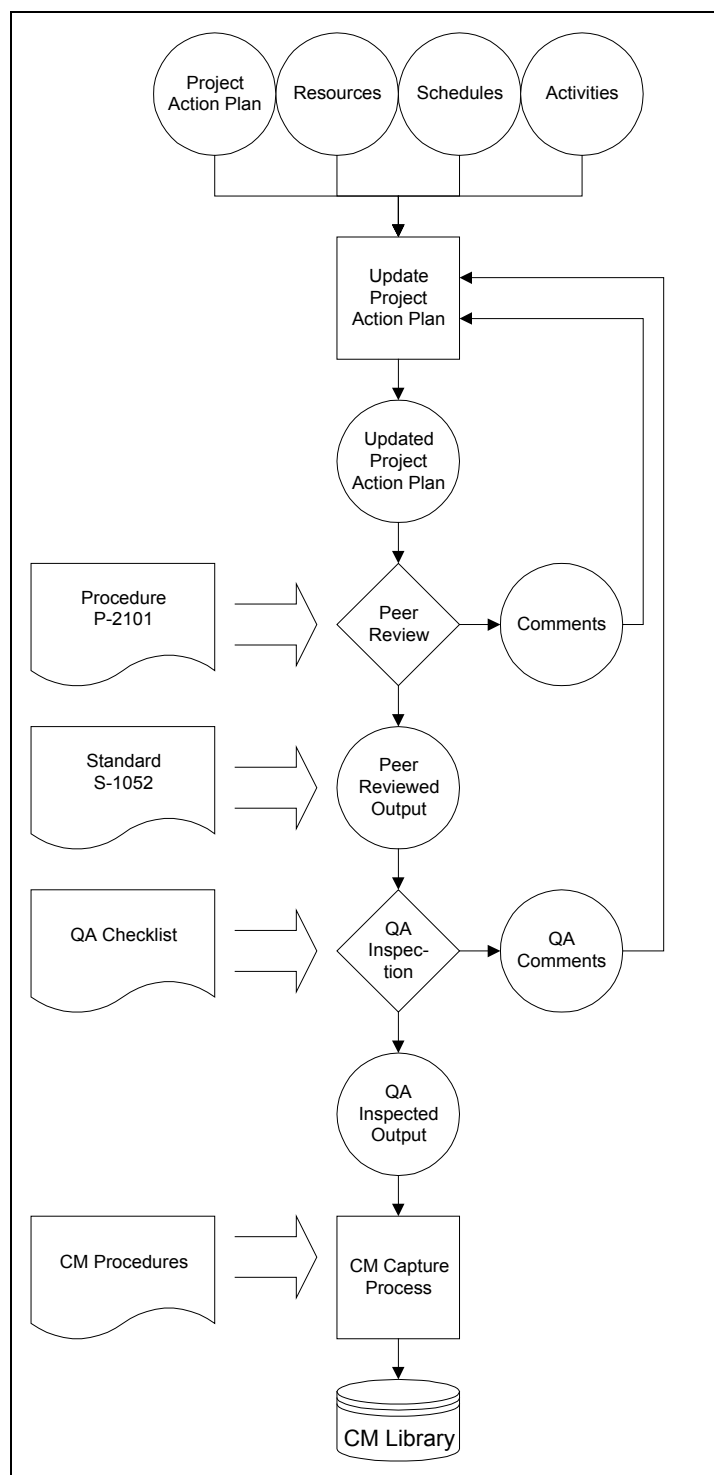 Project
Action Plan
Resources
Schedules
Activities
Update
Project
Action Plan
Updated
Project
Action Plan
Procedure
P-2101
Peer
Review
Comments
Standard
S-1052
Peer
Reviewed
Output
QA Checklist
QA
Inspec-
tion
QA
Comments
QA
Inspected
Output
CM Procedures
CM Capture
Process
CM Library